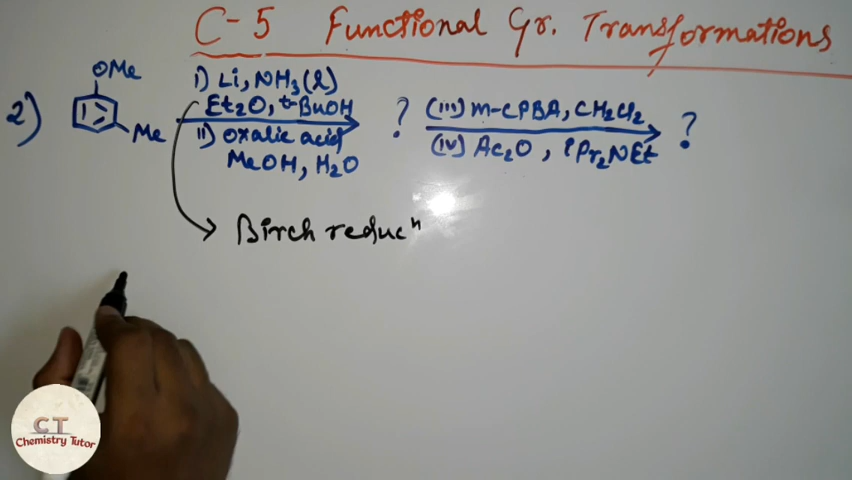 C-5 Functional Gr. Transformations
2)
OMe
Me
i) Li, NH3(l)
Et2O, t-BuOH
ii) oxalic acid
MeOH, H2O
?
(iii) m-CPBA, CH2Cl2
(iv) Ac2O, iPr2NEt
?
Birch reducⁿ
CT
Chemistry Tutor